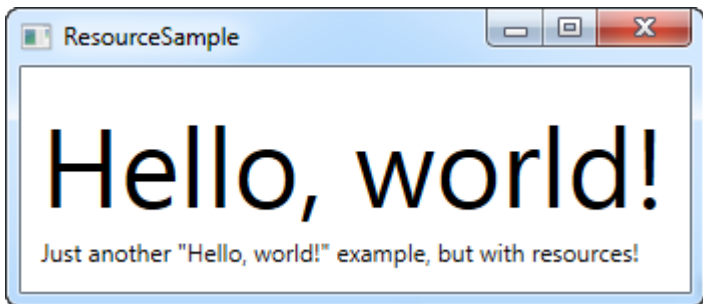 ResourceSample
Hello, world!
Just another "Hello, world!" example, but with resources!